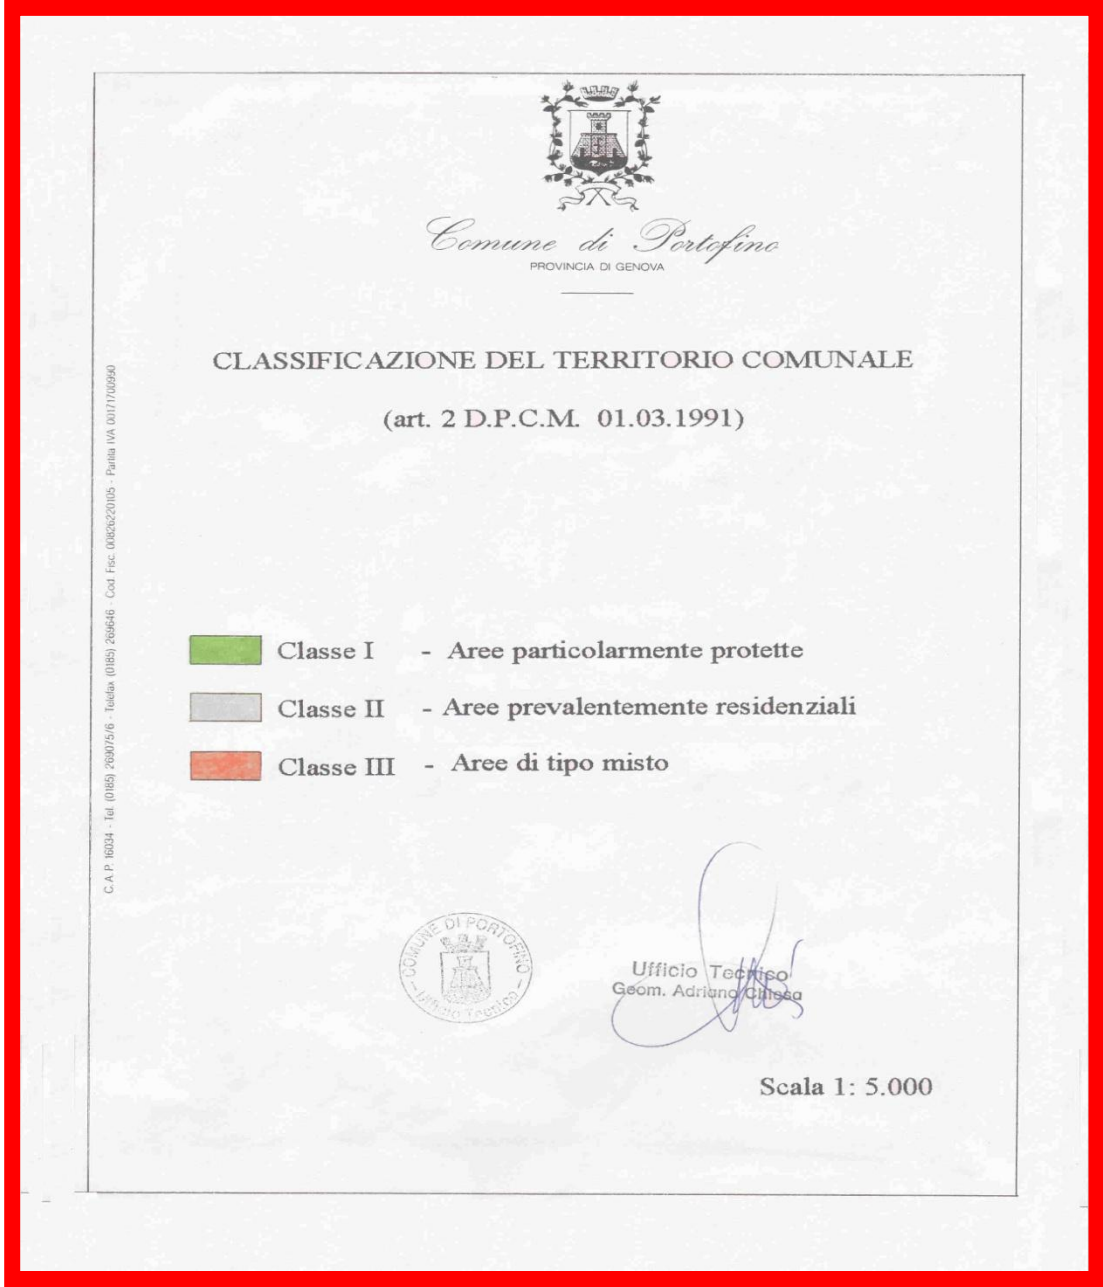 Comune di Portofino
PROVINCIA DI GENOVA
CLASSIFICAZIONE DEL TERRITORIO COMUNALE
(art. 2 D.P.C.M. 01.03.1991)
C.A.P. 16034 - Tel. (0185) 269075/6 - Telefax (0185) 269646 - Cod. Fisc. 00826220105 - Partita IVA 00171700990
Classe I - Aree particolarmente protette
Classe II - Aree prevalentemente residenziali
Classe III - Aree di tipo misto
COMUNE DI PORTOFINO
Ufficio Tecnico
Ufficio Tecnico
Geom. Adriano Chiesa
Scala 1: 5.000